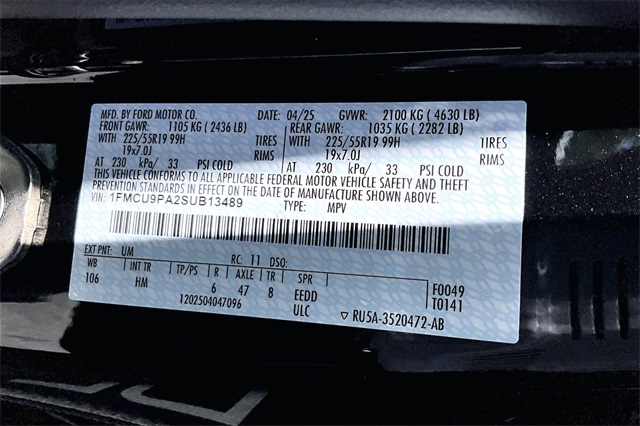 MFD. BY FORD MOTOR CO. DATE: 04/25 GVWR: 2100 KG ( 4630 LB)
FRONT GAWR: 1105 KG ( 2436 LB) REAR GAWR: 1035 KG ( 2282 LB)
WITH 225/55R19 99H TIRES WITH 225/55R19 99H TIRES
19x7.0J RIMS 19x7.0J RIMS
AT 230 kPa/ 33 PSI COLD AT 230 kPa/ 33 PSI COLD
THIS VEHICLE CONFORMS TO ALL APPLICABLE FEDERAL MOTOR VEHICLE SAFETY AND THEFT
PREVENTION STANDARDS IN EFFECT ON THE DATE OF MANUFACTURE SHOWN ABOVE.
VIN: 1FMCU9PA2SUB13489 TYPE: MPV
EXT PNT: UM RC: 11 DSO:
WB INT TR TP/PS R AXLE TR SPR F0049
106 HM 6 47 8 EEDD T0141
1202504047096 ULC ▽ RU5A-3520472-AB